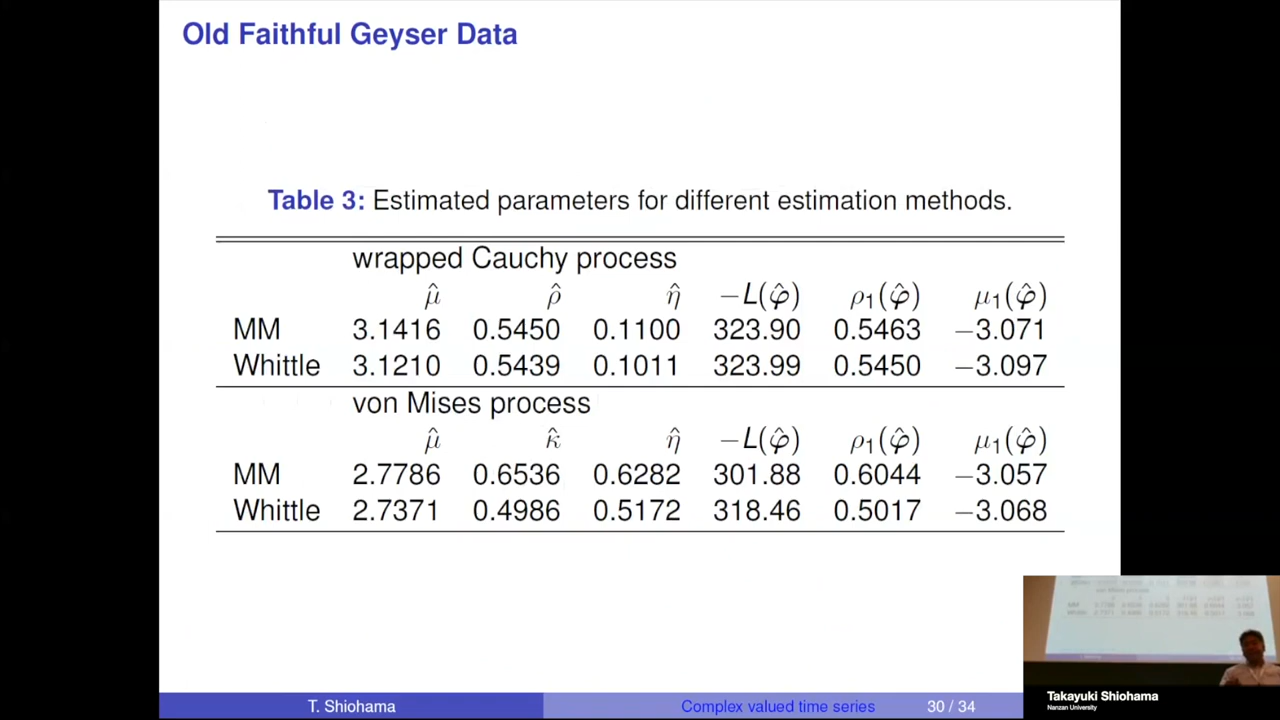 Old Faithful Geyser Data
Table 3: Estimated parameters for different estimation methods.
wrapped Cauchy process
μ̂ ρ̂ η̂ −L(φ̂) ρ₁(φ̂) μ₁(φ̂)
MM 3.1416 0.5450 0.1100 323.90 0.5463 −3.071
Whittle 3.1210 0.5439 0.1011 323.99 0.5450 −3.097
von Mises process
μ̂ κ̂ η̂ −L(φ̂) ρ₁(φ̂) μ₁(φ̂)
MM 2.7786 0.6536 0.6282 301.88 0.6044 −3.057
Whittle 2.7371 0.4986 0.5172 318.46 0.5017 −3.068
T. Shiohama Complex valued time series 30 / 34
Takayuki Shiohama
Nanzan University